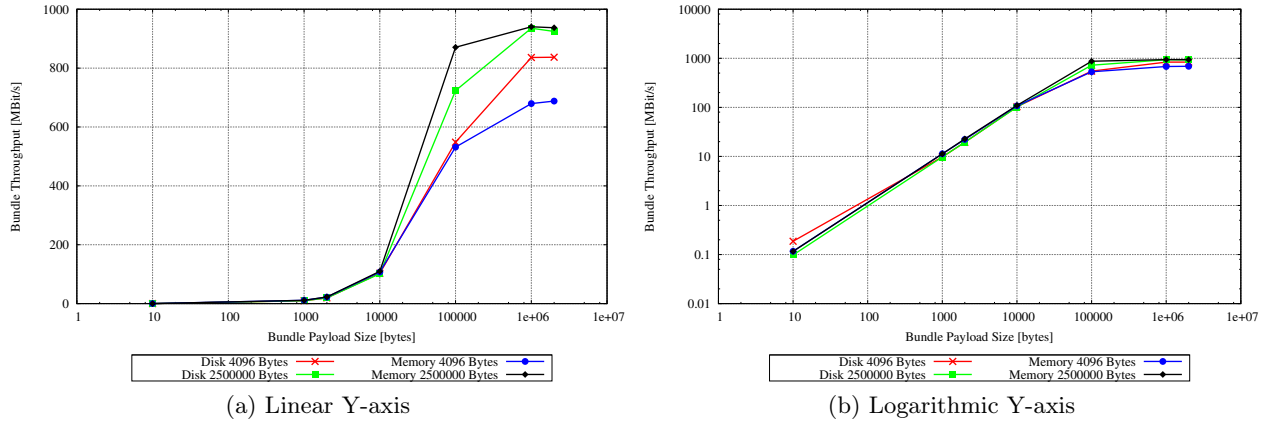 1000
800
600
400
200
0
Bundle Throughput [MBit/s]
1 10 100 1000 10000 100000 1e+06 1e+07
Bundle Payload Size [bytes]
Disk 4096 Bytes Memory 4096 Bytes
Disk 2500000 Bytes Memory 2500000 Bytes
(a) Linear Y-axis
10000
1000
100
10
1
0.1
0.01
Bundle Throughput [MBit/s]
1 10 100 1000 10000 100000 1e+06 1e+07
Bundle Payload Size [bytes]
Disk 4096 Bytes Memory 4096 Bytes
Disk 2500000 Bytes Memory 2500000 Bytes
(b) Logarithmic Y-axis